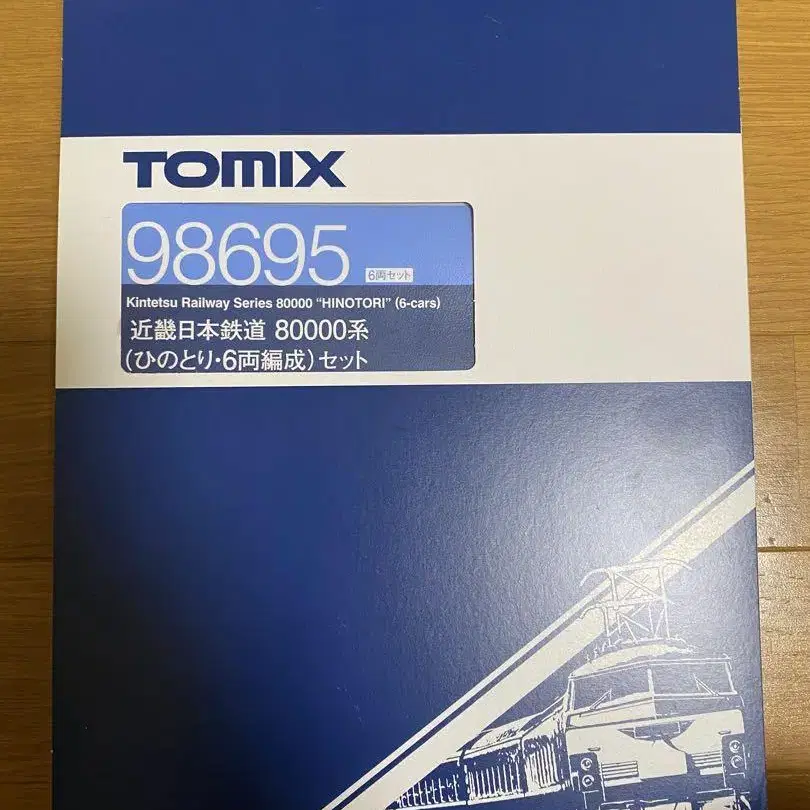 TOMIX
98695 6両セット
Kintetsu Railway Series 80000 "HINOTORI" (6-cars)
近畿日本鉄道 80000系
(ひのとり・6両編成)セット